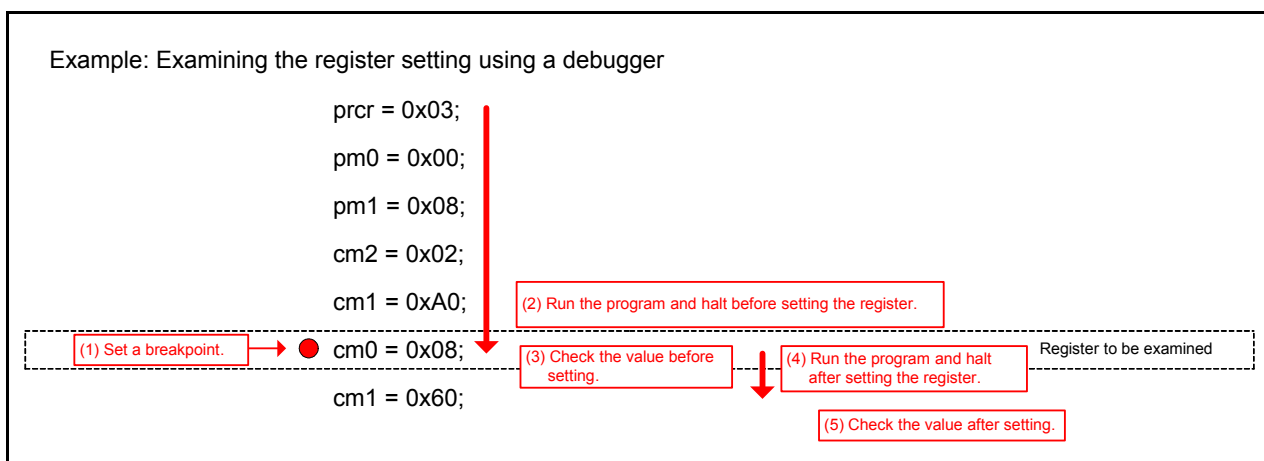 Example: Examining the register setting using a debugger
prcr = 0x03;
pm0 = 0x00;
pm1 = 0x08;
cm2 = 0x02;
cm1 = 0xA0;
(2) Run the program and halt before setting the register.
(1) Set a breakpoint.
cm0 = 0x08;
(3) Check the value before
setting.
(4) Run the program and halt
after setting the register.
Register to be examined
cm1 = 0x60;
(5) Check the value after setting.